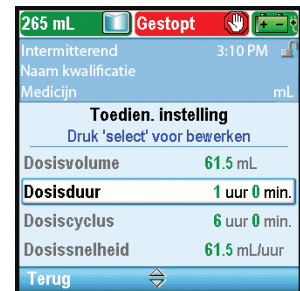 265 mL Gestopt
Intermitterend 3:10 PM
Naam kwalificatie
Medicijn mL
Toedien. instelling
Druk 'select' voor bewerken
Dosisvolume 61.5 mL
Dosisduur 1 uur 0 min.
Dosiscyclus 6 uur 0 min.
Dosissnelheid 61.5 mL/uur
Terug